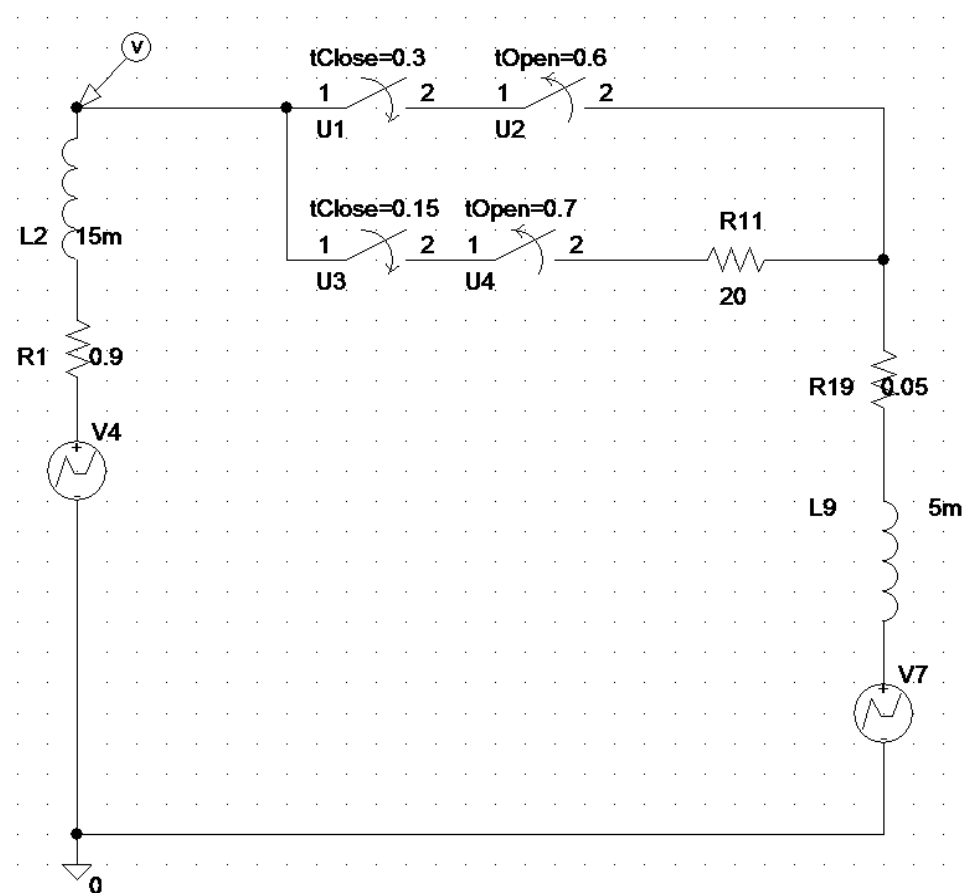 V
tClose=0.3 tOpen=0.6
1 2 1 2
U1 U2
tClose=0.15 tOpen=0.7
R11
1 2 1 2
L2 15m
U3 U4
20
R1 0.9
R19 0.05
V4
+
-
L9 5m
V7
+
-
0